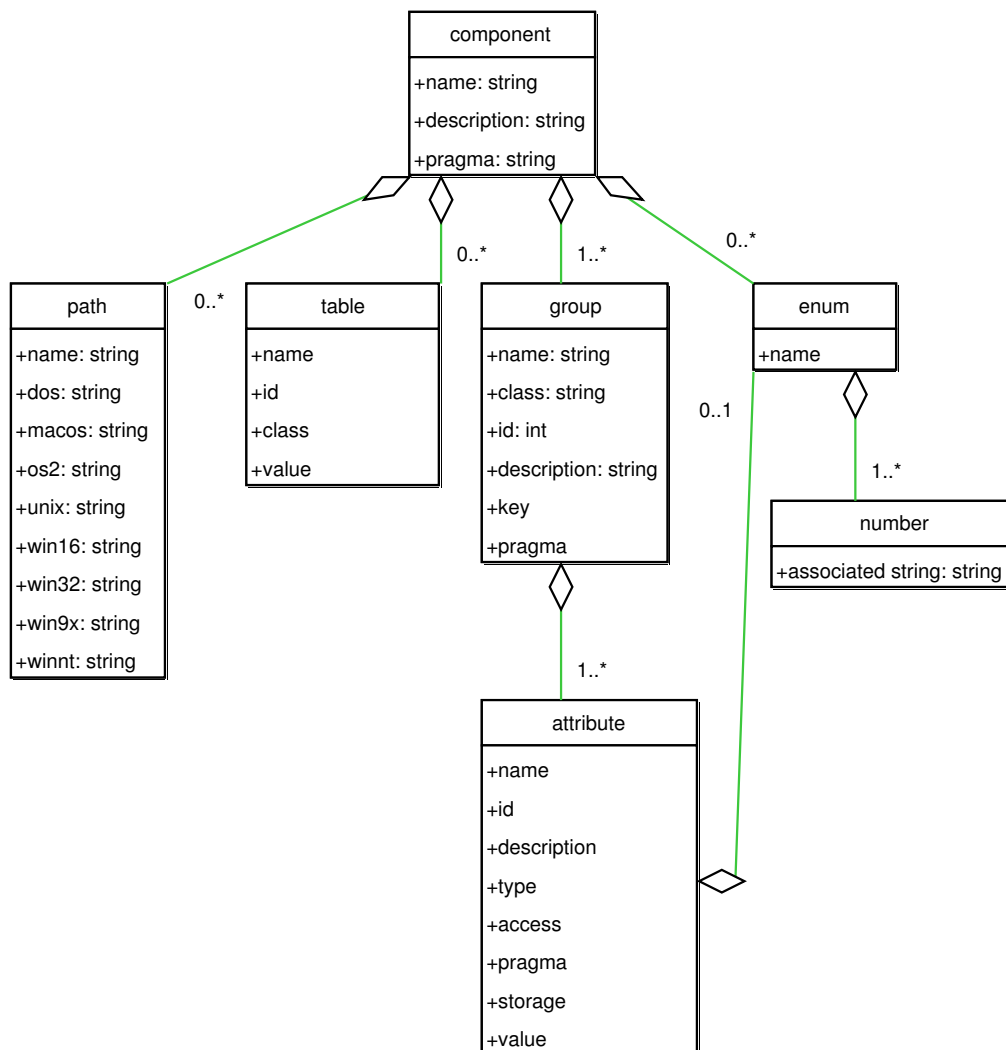 component
+name: string
+description: string
+pragma: string
0..*
0..*
1..*
0..*
path
+name: string
+dos: string
+macos: string
+os2: string
+unix: string
+win16: string
+win32: string
+win9x: string
+winnt: string
table
+name
+id
+class
+value
group
+name: string
+class: string
+id: int
+description: string
+key
+pragma
enum
+name
0..1
1..*
number
+associated string: string
1..*
attribute
+name
+id
+description
+type
+access
+pragma
+storage
+value